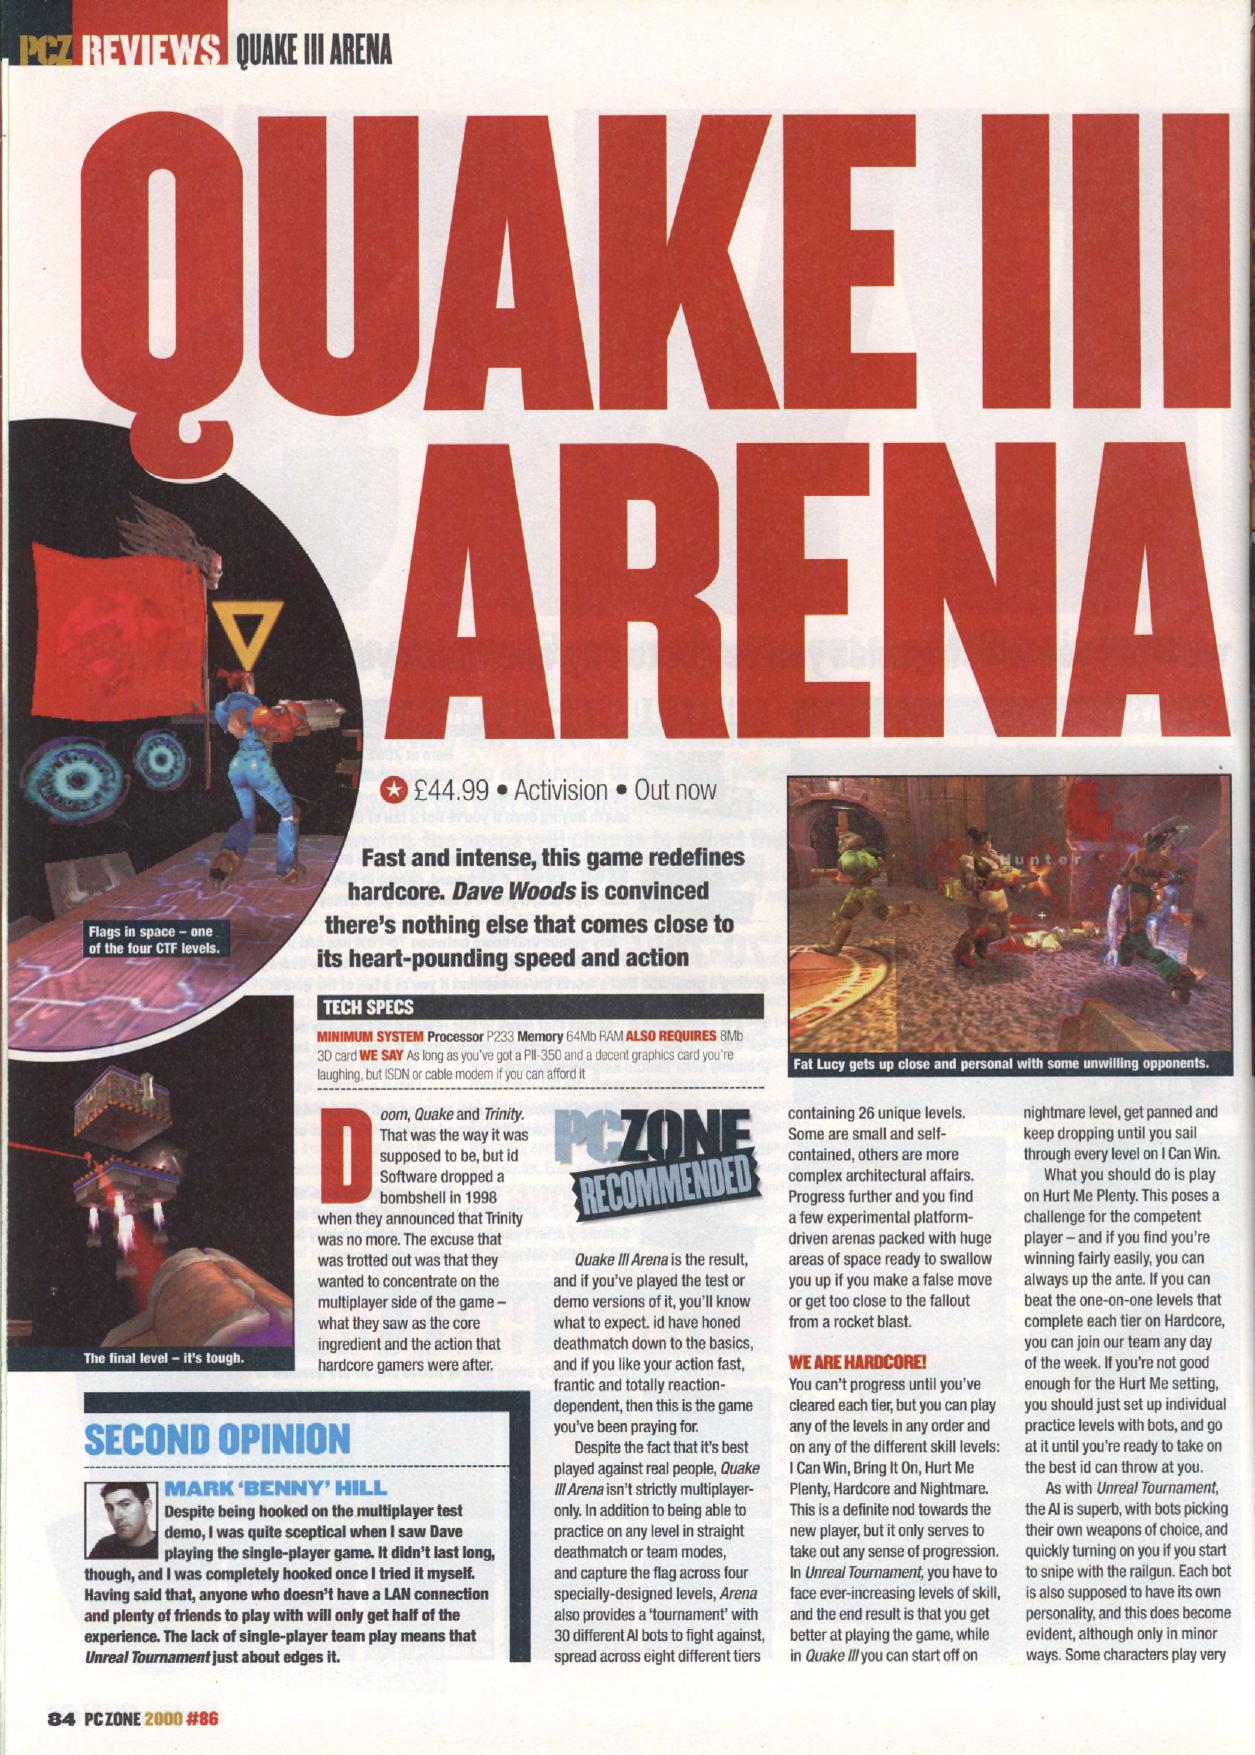 PCZ REVIEWS QUAKE III ARENA
QUAKE III
ARENA
£44.99 • Activision • Out now
Fast and intense, this game redefines
hardcore. Dave Woods is convinced
there's nothing else that comes close to
its heart-pounding speed and action
TECH SPECS
MINIMUM SYSTEM Processor P233 Memory 64Mb RAM ALSO REQUIRES 8Mb
3D card WE SAY As long as you've got a PII-350 and a decent graphics card you're
laughing, but ISDN or cable modem if you can afford it
Flags in space – one
of the four CTF levels.
The final level – it's tough.
Hunter
Fat Lucy gets up close and personal with some unwilling opponents.
Doom, Quake and Trinity.
That was the way it was
supposed to be, but id
Software dropped a
bombshell in 1998
when they announced that Trinity
was no more. The excuse that
was trotted out was that they
wanted to concentrate on the
multiplayer side of the game –
what they saw as the core
ingredient and the action that
hardcore gamers were after.
PCZONE
RECOMMENDED
Quake III Arena is the result,
and if you've played the test or
demo versions of it, you'll know
what to expect. id have honed
deathmatch down to the basics,
and if you like your action fast,
frantic and totally reaction-
dependent, then this is the game
you've been praying for.
Despite the fact that it's best
played against real people, Quake
III Arena isn't strictly multiplayer-
only. In addition to being able to
practice on any level in straight
deathmatch or team modes,
and capture the flag across four
specially-designed levels, Arena
also provides a 'tournament' with
30 different AI bots to fight against,
spread across eight different tiers
containing 26 unique levels.
Some are small and self-
contained, others are more
complex architectural affairs.
Progress further and you find
a few experimental platform-
driven arenas packed with huge
areas of space ready to swallow
you up if you make a false move
or get too close to the fallout
from a rocket blast.
WE ARE HARDCORE!
You can't progress until you've
cleared each tier, but you can play
any of the levels in any order and
on any of the different skill levels:
I Can Win, Bring It On, Hurt Me
Plenty, Hardcore and Nightmare.
This is a definite nod towards the
new player, but it only serves to
take out any sense of progression.
In Unreal Tournament, you have to
face ever-increasing levels of skill,
and the end result is that you get
better at playing the game, while
in Quake III you can start off on
nightmare level, get panned and
keep dropping until you sail
through every level on I Can Win.
What you should do is play
on Hurt Me Plenty. This poses a
challenge for the competent
player – and if you find you're
winning fairly easily, you can
always up the ante. If you can
beat the one-on-one levels that
complete each tier on Hardcore,
you can join our team any day
of the week. If you're not good
enough for the Hurt Me setting,
you should just set up individual
practice levels with bots, and go
at it until you're ready to take on
the best id can throw at you.
As with Unreal Tournament,
the AI is superb, with bots picking
their own weapons of choice, and
quickly turning on you if you start
to snipe with the railgun. Each bot
is also supposed to have its own
personality, and this does become
evident, although only in minor
ways. Some characters play very
SECOND OPINION
MARK 'BENNY' HILL
Despite being hooked on the multiplayer test
demo, I was quite sceptical when I saw Dave
playing the single-player game. It didn't last long,
though, and I was completely hooked once I tried it myself.
Having said that, anyone who doesn't have a LAN connection
and plenty of friends to play with will only get half of the
experience. The lack of single-player team play means that
Unreal Tournament just about edges it.
84 PCZONE 2000 #86